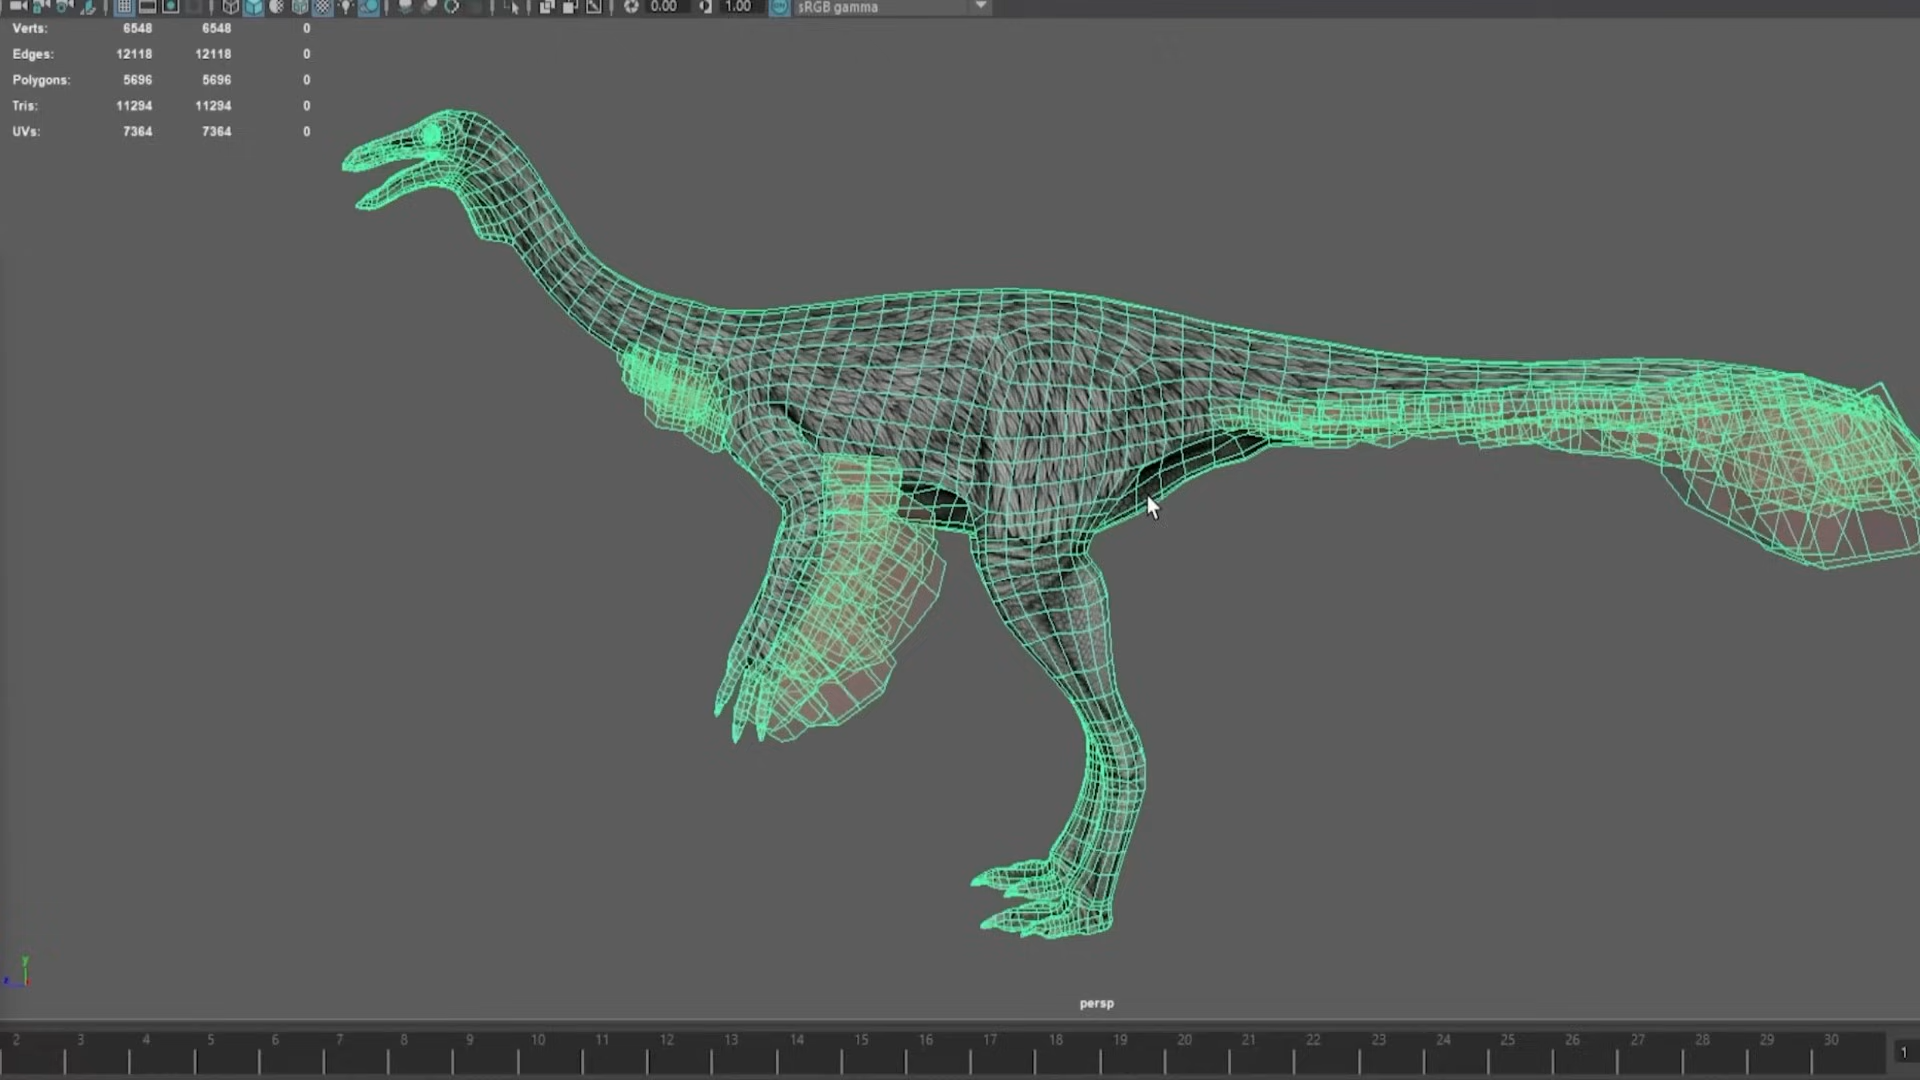 0.00 1.00 sRGB gamma
Verts: 6548 6548 0
Edges: 12118 12118 0
Polygons: 5696 5696 0
Tris: 11294 11294 0
UVs: 7364 7364 0
y
persp
2 3 4 5 6 7 8 9 10 11 12 13 14 15 16 17 18 19 20 21 22 23 24 25 26 27 28 29 30
1